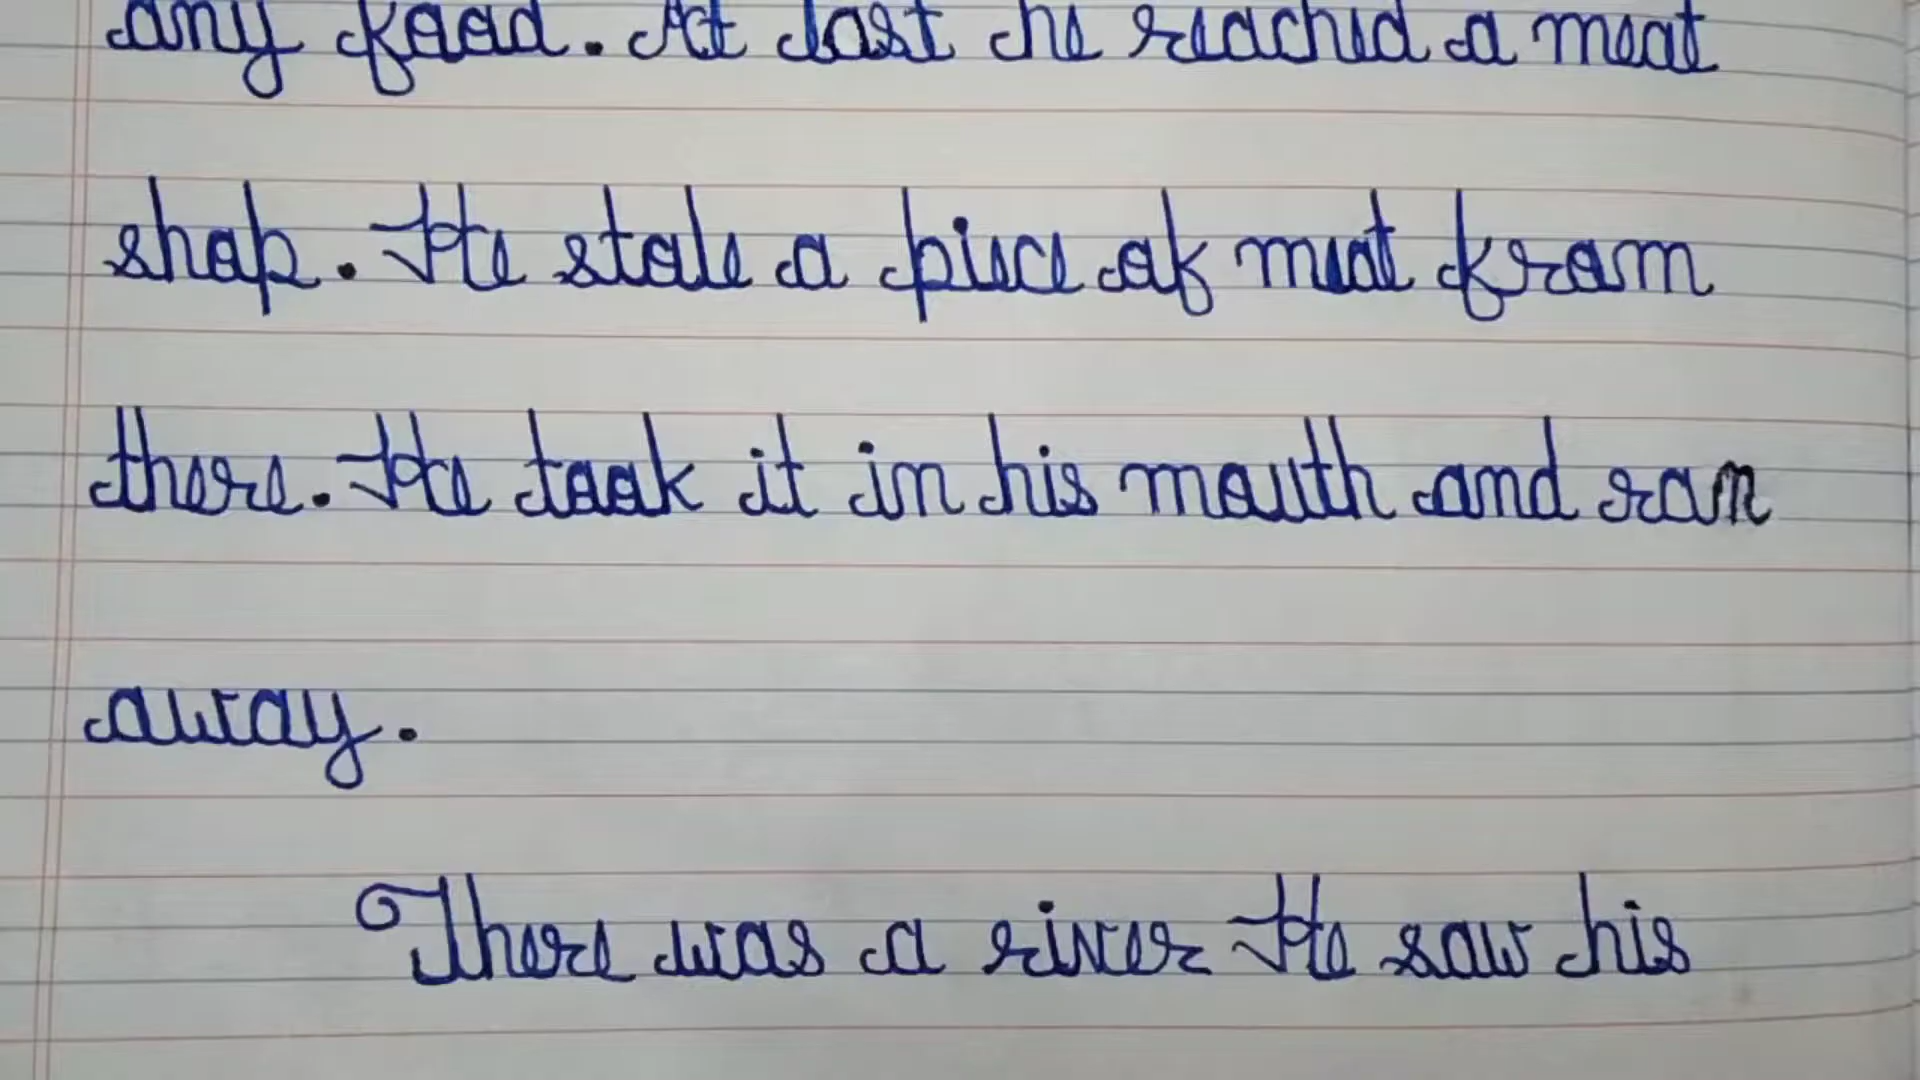 any food. At last he reached a meat
shop. He stole a piece of meat from
there. He took it in his mouth and ran
away.
There was a river He saw his